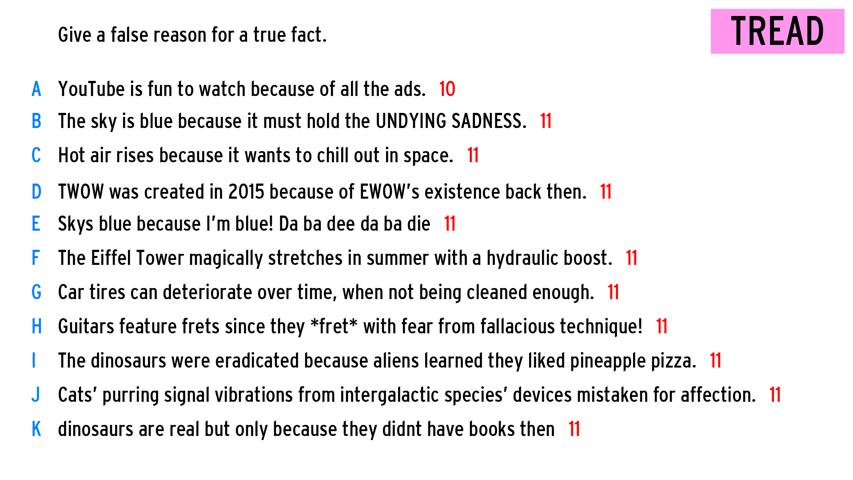 Give a false reason for a true fact.
TREAD
A YouTube is fun to watch because of all the ads. 10
B The sky is blue because it must hold the UNDYING SADNESS. 11
C Hot air rises because it wants to chill out in space. 11
D TWOW was created in 2015 because of EWOW's existence back then. 11
E Skys blue because I'm blue! Da ba dee da ba die 11
F The Eiffel Tower magically stretches in summer with a hydraulic boost. 11
G Car tires can deteriorate over time, when not being cleaned enough. 11
H Guitars feature frets since they *fret* with fear from fallacious technique! 11
I The dinosaurs were eradicated because aliens learned they liked pineapple pizza. 11
J Cats' purring signal vibrations from intergalactic species' devices mistaken for affection. 11
K dinosaurs are real but only because they didnt have books then 11